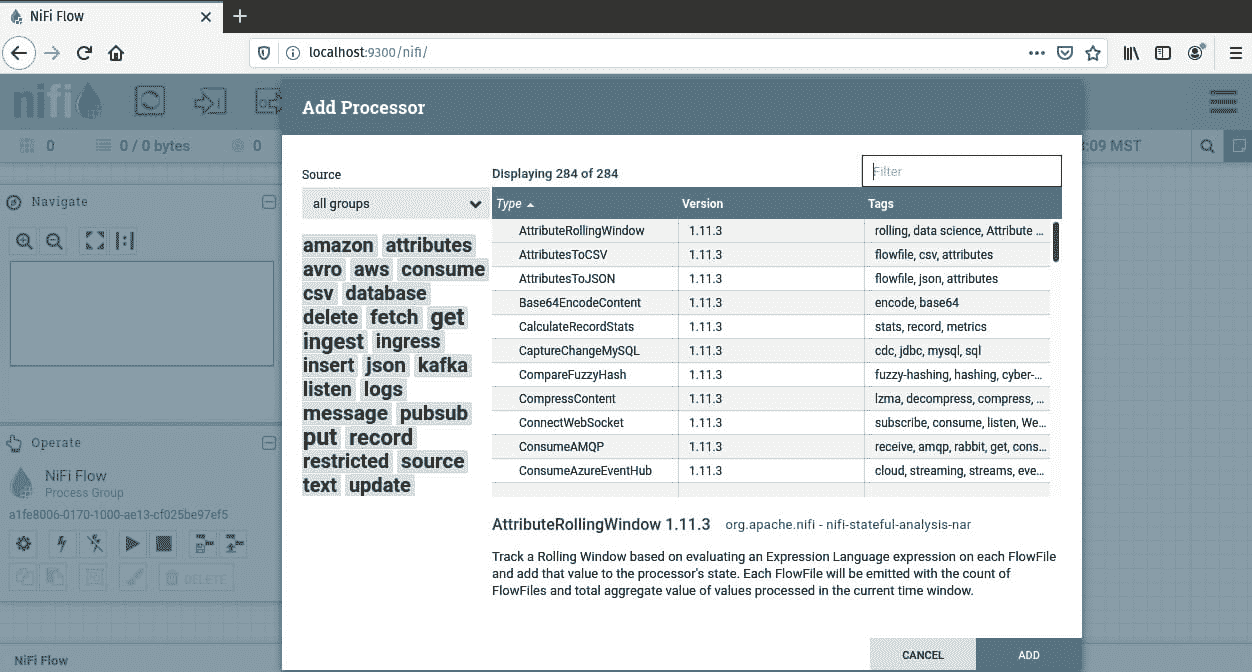 NiFi Flow
localhost:9300/nifi/
nifi
Add Processor
0
0 / 0 bytes
0
:09 MST
Navigate
Operate
NiFi Flow
Process Group
a1fe8006-0170-1000-ae13-cf025be97ef5
DELETE
NiFi Flow
Source
all groups
amazon attributes
avro aws consume
csv database
delete fetch get
ingest ingress
insert json kafka
listen logs
message pubsub
put record
restricted source
text update
Displaying 284 of 284
Filter
Type Version Tags
AttributeRollingWindow 1.11.3 rolling, data science, Attribute ...
AttributesToCSV 1.11.3 flowfile, csv, attributes
AttributesToJSON 1.11.3 flowfile, json, attributes
Base64EncodeContent 1.11.3 encode, base64
CalculateRecordStats 1.11.3 stats, record, metrics
CaptureChangeMySQL 1.11.3 cdc, jdbc, mysql, sql
CompareFuzzyHash 1.11.3 fuzzy-hashing, hashing, cyber-...
CompressContent 1.11.3 lzma, decompress, compress, ...
ConnectWebSocket 1.11.3 subscribe, consume, listen, We...
ConsumeAMQP 1.11.3 receive, amqp, rabbit, get, cons...
ConsumeAzureEventHub 1.11.3 cloud, streaming, streams, eve...
AttributeRollingWindow 1.11.3 org.apache.nifi - nifi-stateful-analysis-nar
Track a Rolling Window based on evaluating an Expression Language expression on each FlowFile
and add that value to the processor's state. Each FlowFile will be emitted with the count of
FlowFiles and total aggregate value of values processed in the current time window.
CANCEL ADD